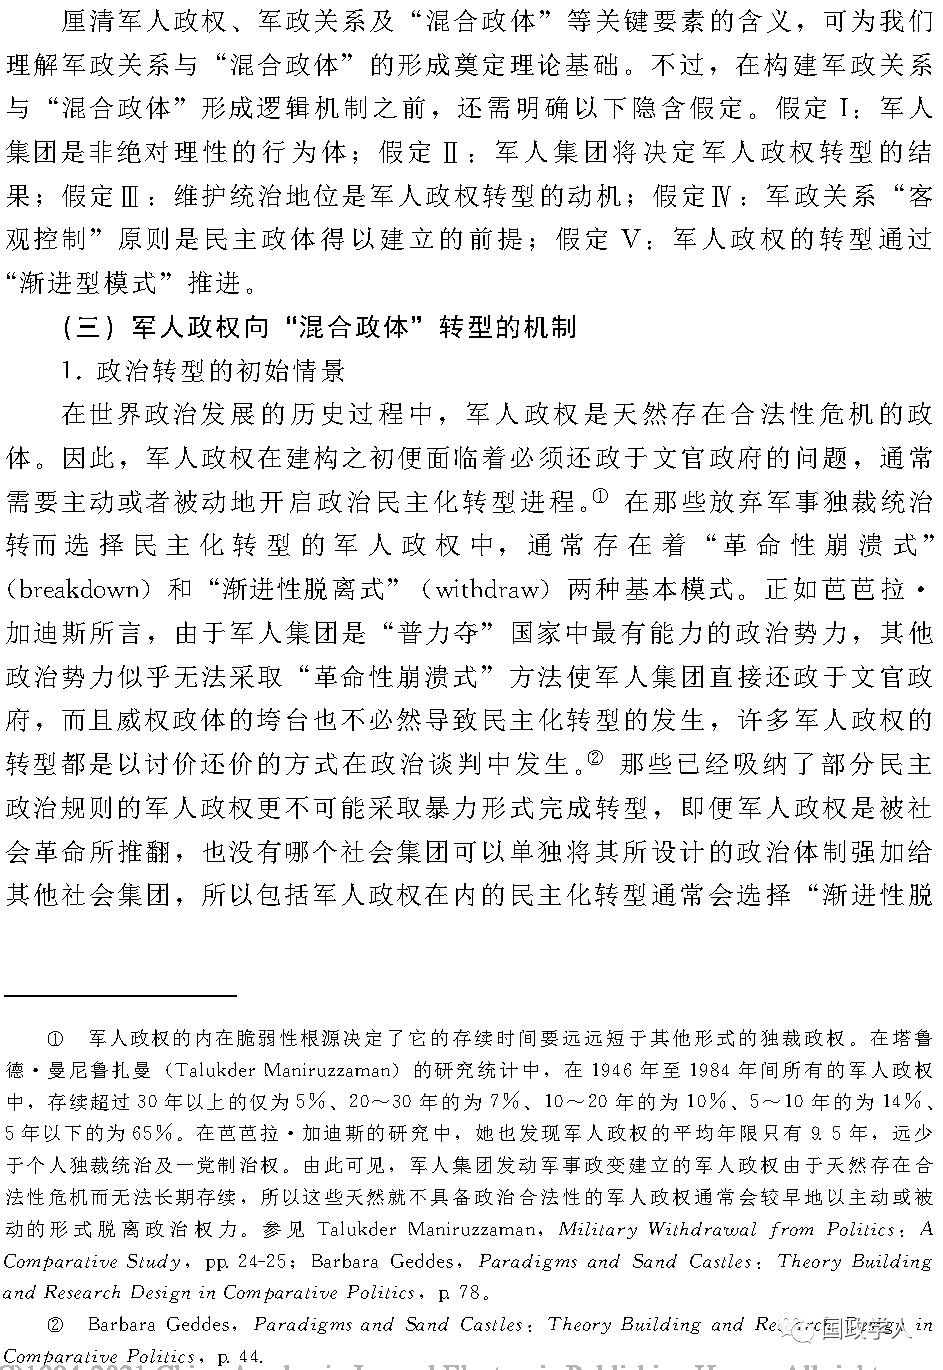 厘清军人政权、军政关系及“混合政体”等关键要素的含义，可为我们
理解军政关系与“混合政体”的形成奠定理论基础。不过，在构建军政关系
与“混合政体”形成逻辑机制之前，还需明确以下隐含假定。假定 Ⅰ：军人
集团是非绝对理性的行为体；假定 Ⅱ：军人集团将决定军人政权转型的结
果；假定Ⅲ：维护统治地位是军人政权转型的动机；假定Ⅳ：军政关系“客
观控制”原则是民主政体得以建立的前提；假定 Ⅴ：军人政权的转型通过
“渐进型模式”推进。
（三）军人政权向“混合政体”转型的机制
1. 政治转型的初始情景
在世界政治发展的历史过程中，军人政权是天然存在合法性危机的政
体。因此，军人政权在建构之初便面临着必须还政于文官政府的问题，通常
需要主动或者被动地开启政治民主化转型进程。① 在那些放弃军事独裁统治
转而选择民主化转型的军人政权中，通常存在着“革命性崩溃式”
（breakdown）和“渐进性脱离式”（withdraw）两种基本模式。正如芭芭拉·
加迪斯所言，由于军人集团是“普力夺”国家中最有能力的政治势力，其他
政治势力似乎无法采取“革命性崩溃式”方法使军人集团直接还政于文官政
府，而且威权政体的垮台也不必然导致民主化转型的发生，许多军人政权的
转型都是以讨价还价的方式在政治谈判中发生。② 那些已经吸纳了部分民主
政治规则的军人政权更不可能采取暴力形式完成转型，即便军人政权是被社
会革命所推翻，也没有哪个社会集团可以单独将其所设计的政治体制强加给
其他社会集团，所以包括军人政权在内的民主化转型通常会选择“渐进性脱
① 军人政权的内在脆弱性根源决定了它的存续时间要远远短于其他形式的独裁政权。在塔鲁
德·曼尼鲁扎曼（Talukder Maniruzzaman）的研究统计中，在 1946 年至 1984 年间所有的军人政权
中，存续超过 30 年以上的仅为 5%、20～30 年的为 7%、10～20 年的为 10%、5～10 年的为 14%、
5 年以下的为 65%。在芭芭拉·加迪斯的研究中，她也发现军人政权的平均年限只有 9. 5 年，远少
于个人独裁统治及一党制治权。由此可见，军人集团发动军事政变建立的军人政权由于天然存在合
法性危机而无法长期存续，所以这些天然就不具备政治合法性的军人政权通常会较早地以主动或被
动的形式脱离政治权力。参见 Talukder Maniruzzaman, Military Withdrawal from Politics: A
Comparative Study, pp. 24-25; Barbara Geddes, Paradigms and Sand Castles: Theory Building
and Research Design in Comparative Politics, p. 78。
② Barbara Geddes, Paradigms and Sand Castles: Theory Building and Research Design in
Comparative Politics, p. 44.
国政学人